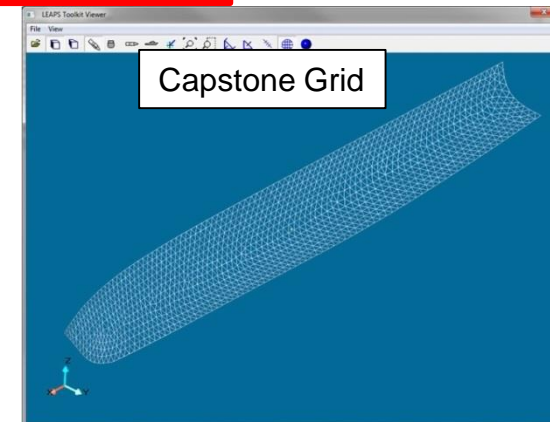 LEAPS Toolkit Viewer
File View
Capstone Grid
Z
X Y